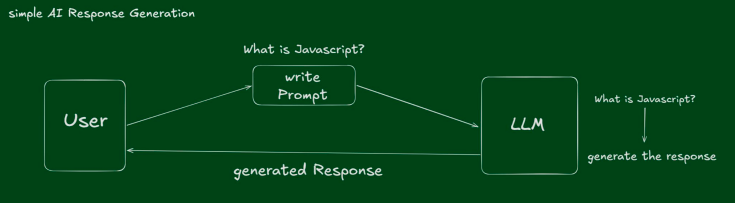 simple AI Response Generation
What is Javascript?
write
Prompt
User
LLM
What is Javascript?
generate the response
generated Response